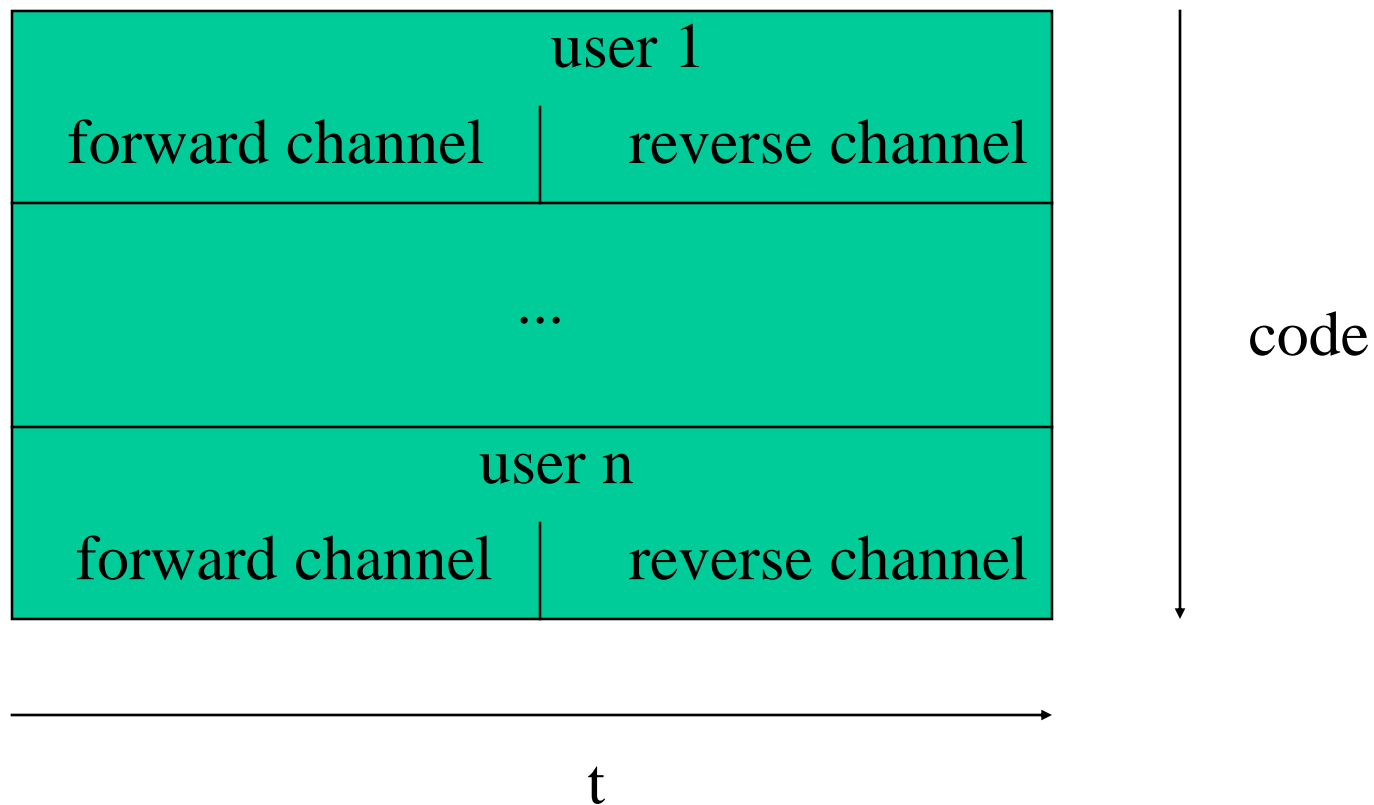 user 1
forward channel reverse channel
...
code
user n
forward channel reverse channel
t